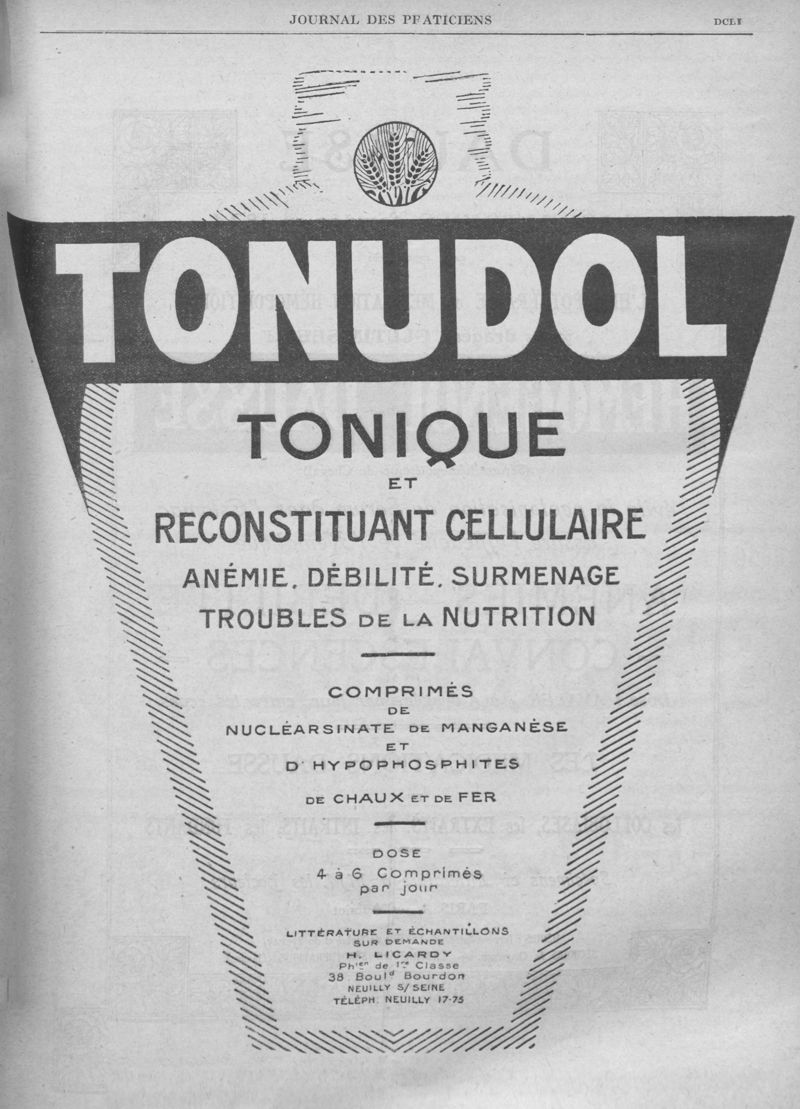 JOURNAL DES PRATICIENS
DCLI
TONUDOL
TONIQUE
ET
RECONSTITUANT CELLULAIRE
ANÉMIE, DÉBILITÉ, SURMENAGE
TROUBLES DE LA NUTRITION
COMPRIMÉS
DE
NUCLÉARSINATE DE MANGANÈSE
ET
D'HYPOPHOSPHITES
DE CHAUX ET DE FER
DOSE
4 à 6 Comprimés
par jour
LITTÉRATURE ET ÉCHANTILLONS
SUR DEMANDE
H. LICARDY
Phien de 1re Classe
38 Bould Bourdon
NEUILLY S/SEINE
TÉLÉPH. NEUILLY 17-75